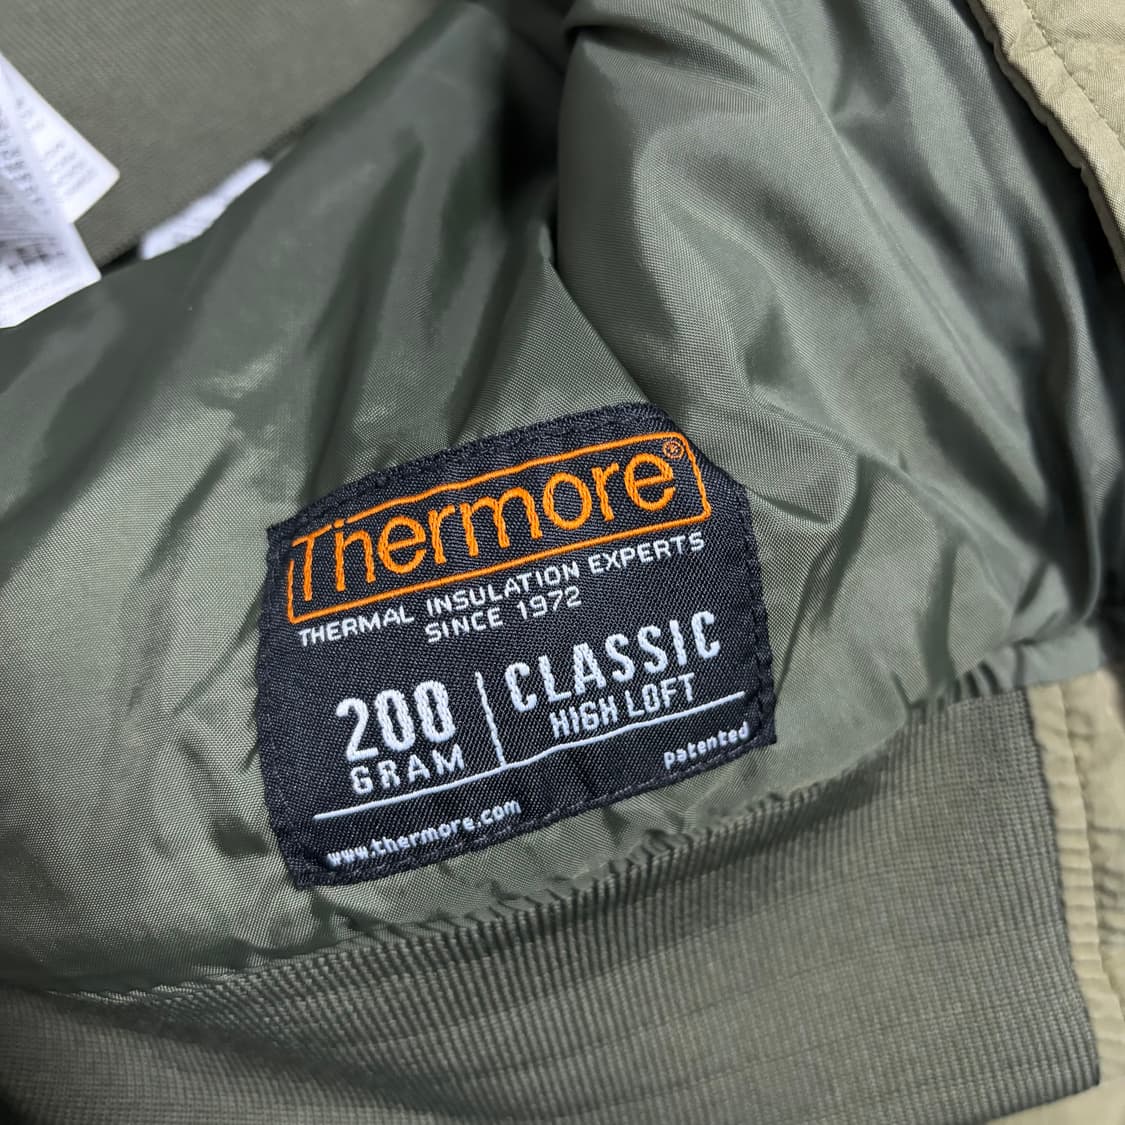 Thermore®
THERMAL INSULATION EXPERTS
SINCE 1972
200
GRAM
CLASSIC
HIGH LOFT
patented
www.thermore.com